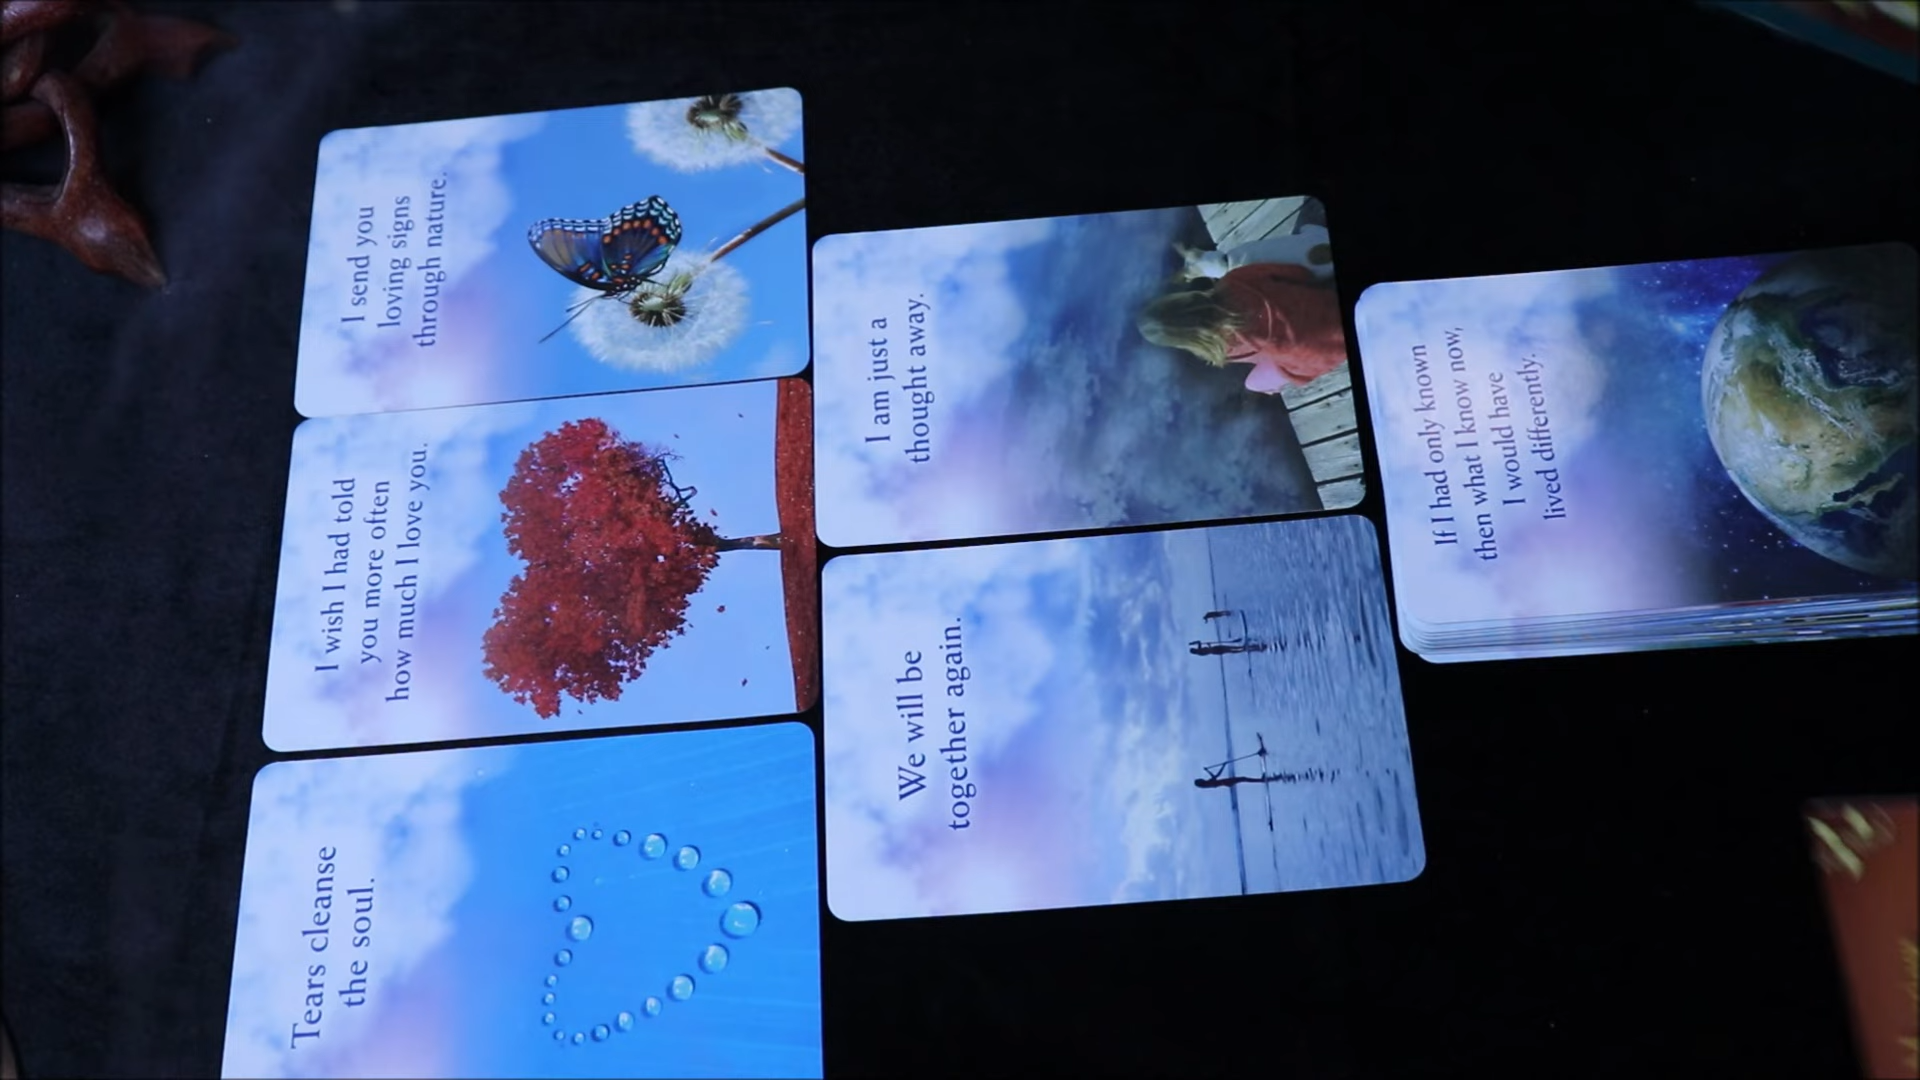 Tears cleanse
the soul.
I wish I had told
you more often
how much I love you.
I send you
loving signs
through nature.
We will be
together again.
I am just a
thought away.
If I had only known
then what I know now,
I would have
lived differently.